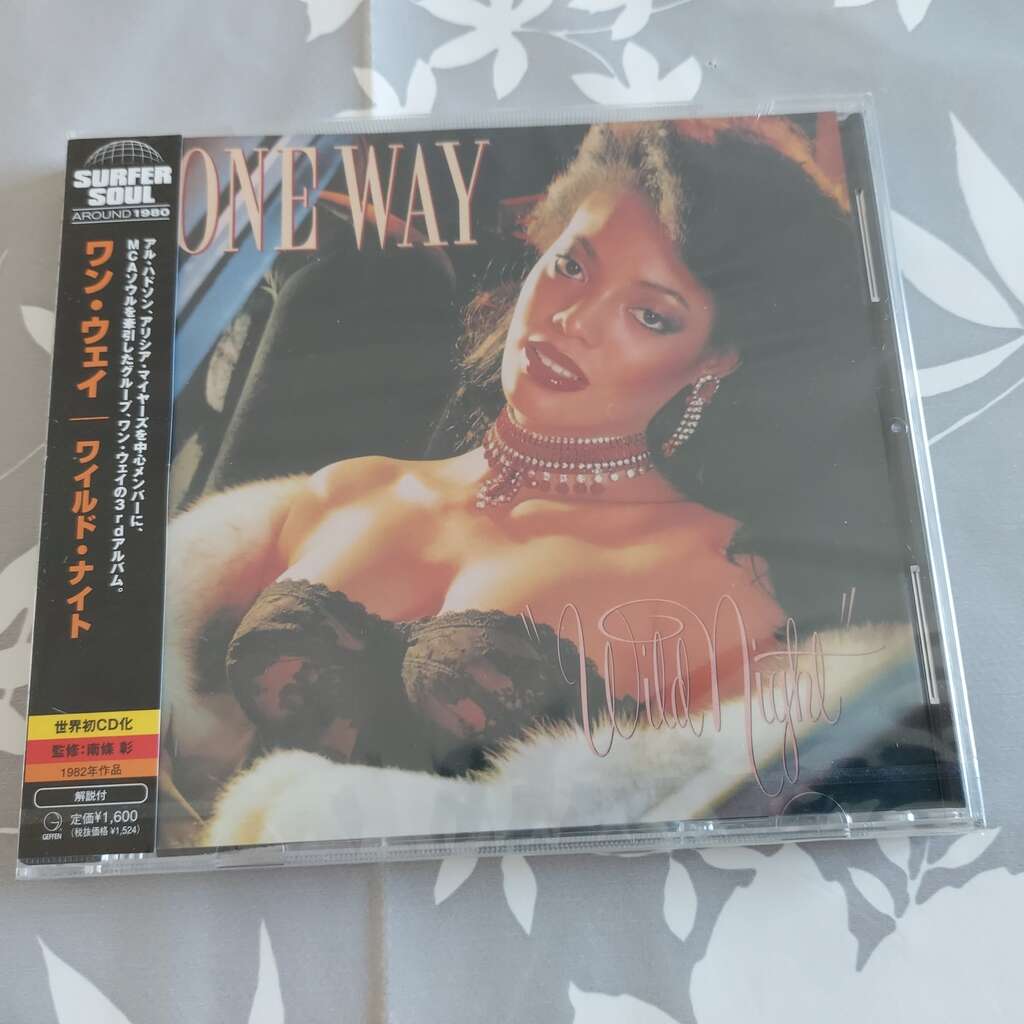 SURFER
SOUL
AROUND 1980
ワン・ウェイ│ワイルド・ナイト
アル・ハドソン、アリシア・マイヤーズを中心メンバーに、
MCAソウルを牽引したグループ、ワン・ウェイの3rdアルバム。
世界初CD化
監修：南條 彰
1982年作品
解説付
GEFFEN
定価¥1,600
(税抜価格 ¥1,524)
ONE WAY
"Wild Night"